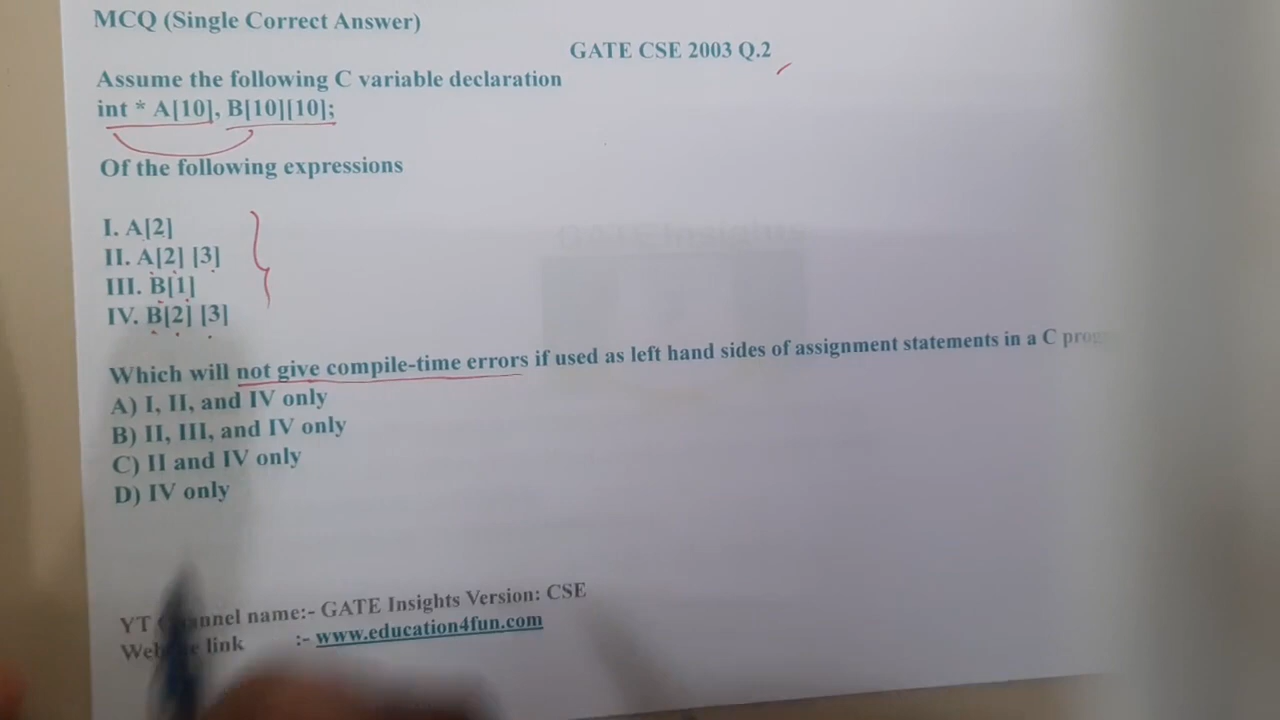 MCQ (Single Correct Answer)
GATE CSE 2003 Q.2
Assume the following C variable declaration
int * A[10], B[10][10];
Of the following expressions
I. A[2]
II. A[2] [3]
III. B[1]
IV. B[2] [3]
Which will not give compile-time errors if used as left hand sides of assignment statements in a C
A) I, II, and IV only
B) II, III, and IV only
C) II and IV only
D) IV only
YT name:- GATE Insights Version: CSE
link :- www.education4fun.com